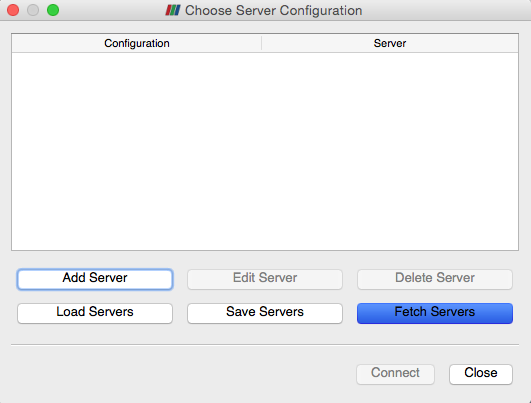 Choose Server Configuration
Configuration Server
Add Server Edit Server Delete Server
Load Servers Save Servers Fetch Servers
Connect Close